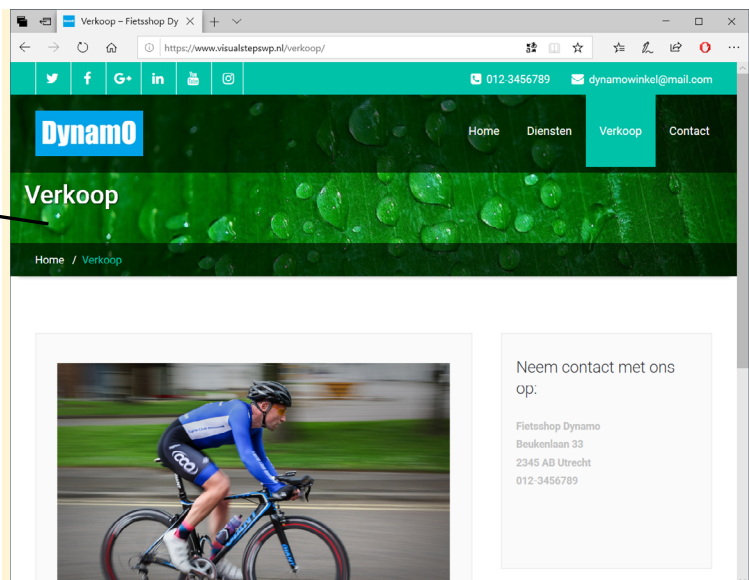 Verkoop – Fietsshop Dy
https://www.visualstepswp.nl/verkoop/
012-3456789 dynamowinkel@mail.com
DynamO
Home Diensten Verkoop Contact
Verkoop
Home / Verkoop
Neem contact met ons
op:
Fietsshop Dynamo
Beukenlaan 33
2345 AB Utrecht
012-3456789